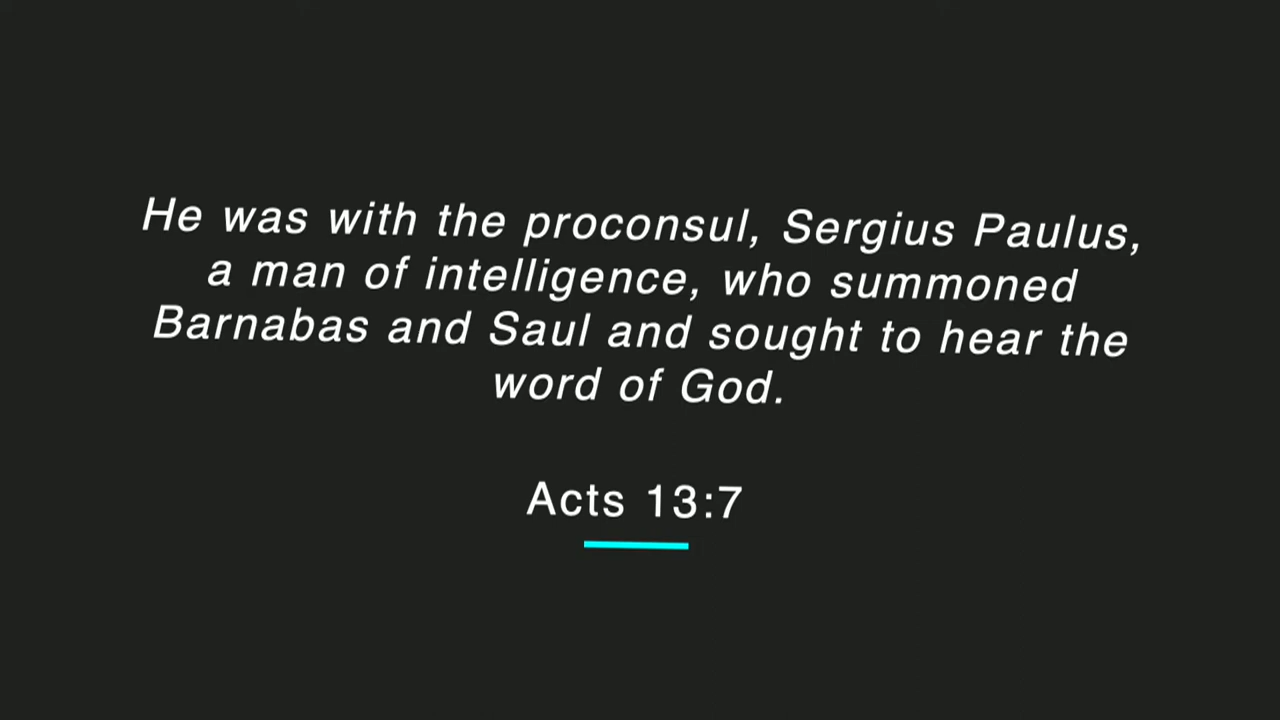 He was with the proconsul, Sergius Paulus,
a man of intelligence, who summoned
Barnabas and Saul and sought to hear the
word of God.
Acts 13:7